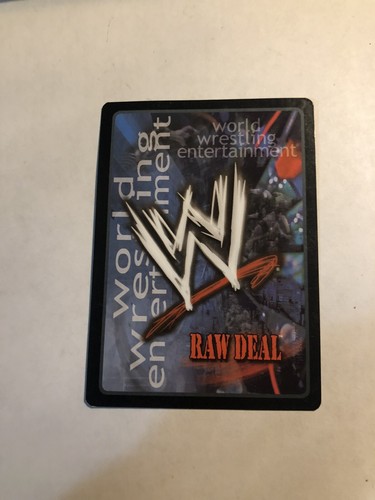 world
wrestling
entertainment
world
wrestling
entertainment
W
RAW DEAL